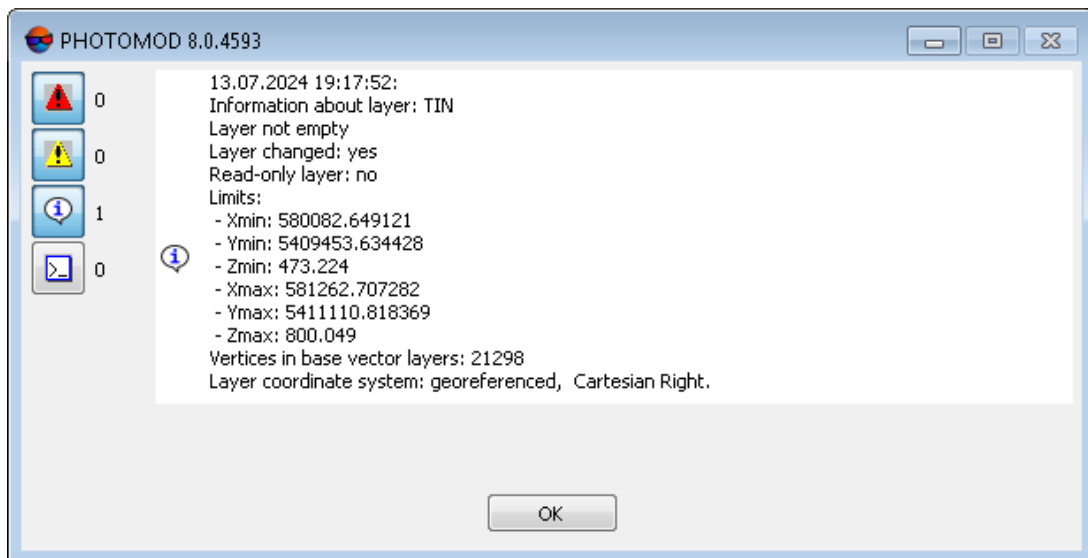 PHOTOMOD 8.0.4593
0
0
1
0
13.07.2024 19:17:52:
Information about layer: TIN
Layer not empty
Layer changed: yes
Read-only layer: no
Limits:
- Xmin: 580082.649121
- Ymin: 5409453.634428
- Zmin: 473.224
- Xmax: 581262.707282
- Ymax: 5411110.818369
- Zmax: 800.049
Vertices in base vector layers: 21298
Layer coordinate system: georeferenced,  Cartesian Right.
OK